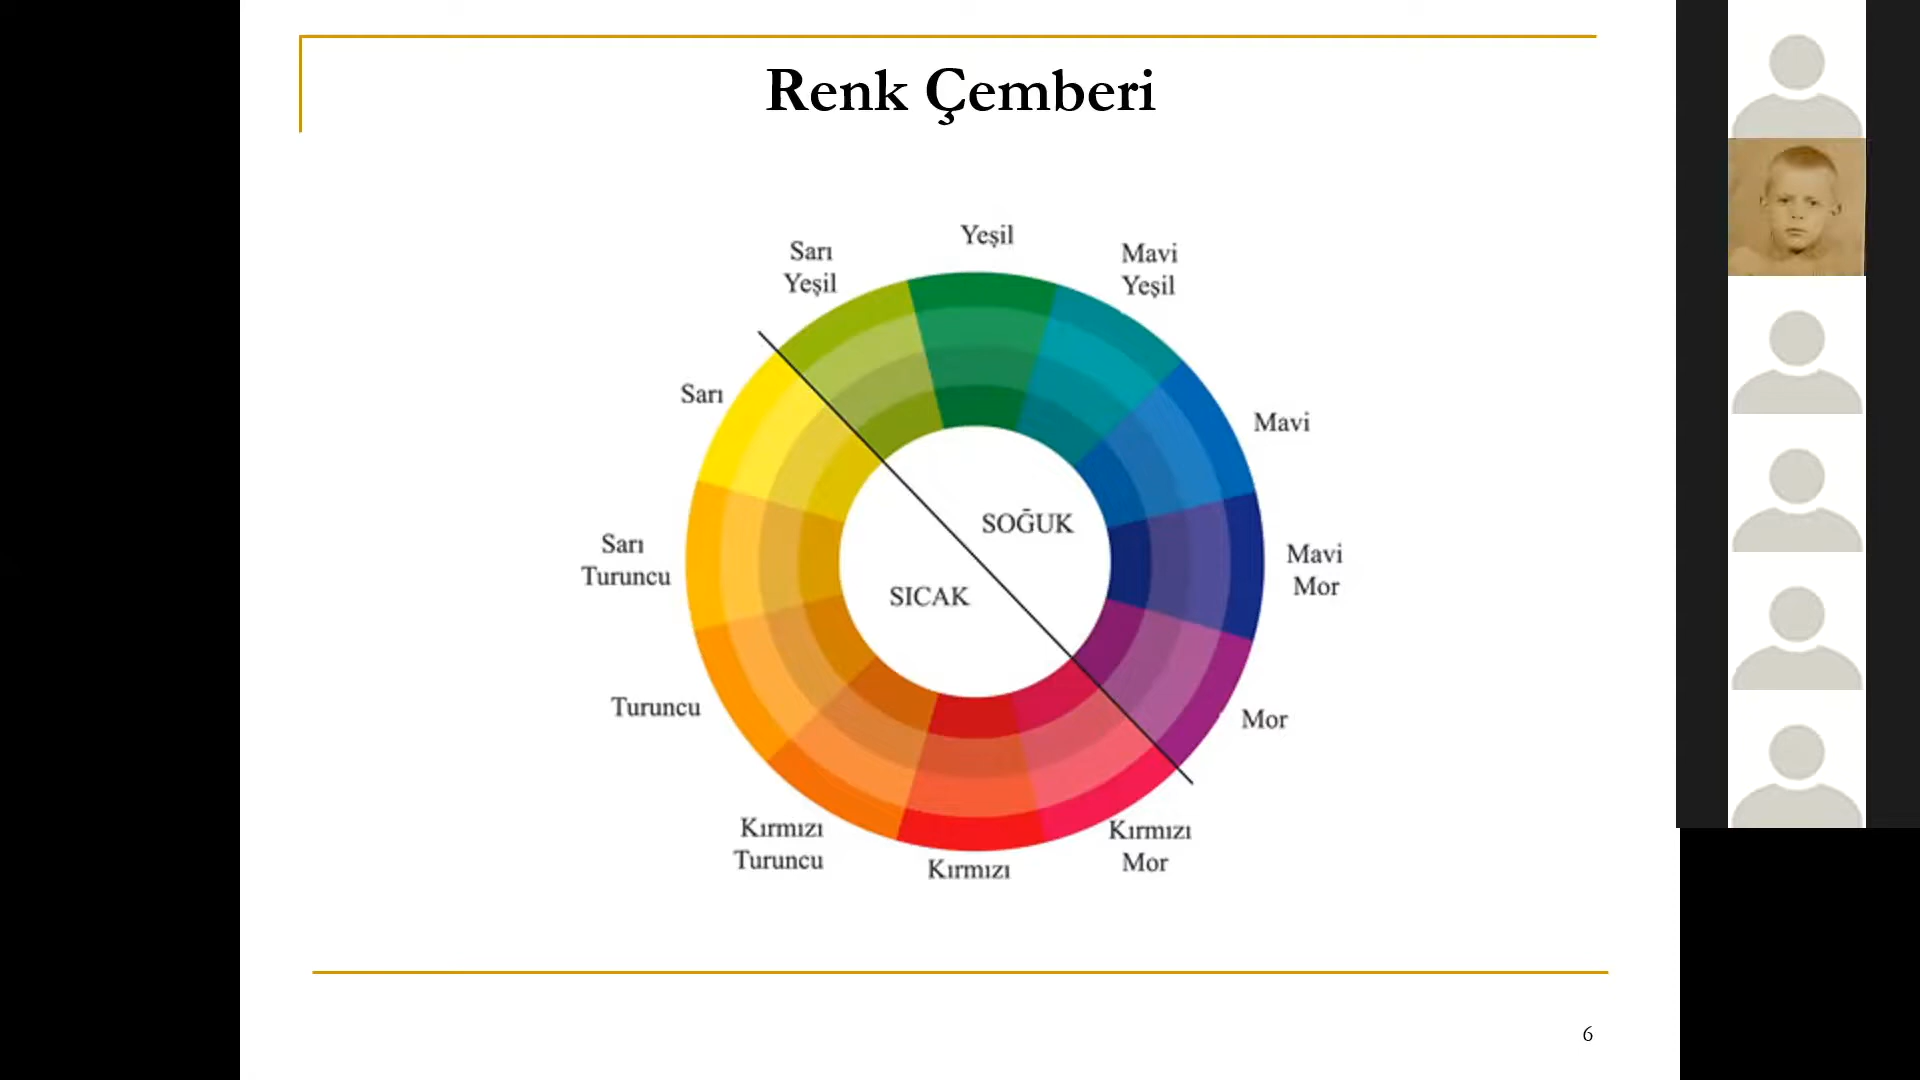 Renk Çemberi
Yeşil
Sarı
Yeşil
Mavi
Yeşil
Sarı
Mavi
SOĞUK
Sarı
Turuncu
Mavi
Mor
SICAK
Turuncu
Mor
Kırmızı
Turuncu
Kırmızı
Kırmızı
Mor
6